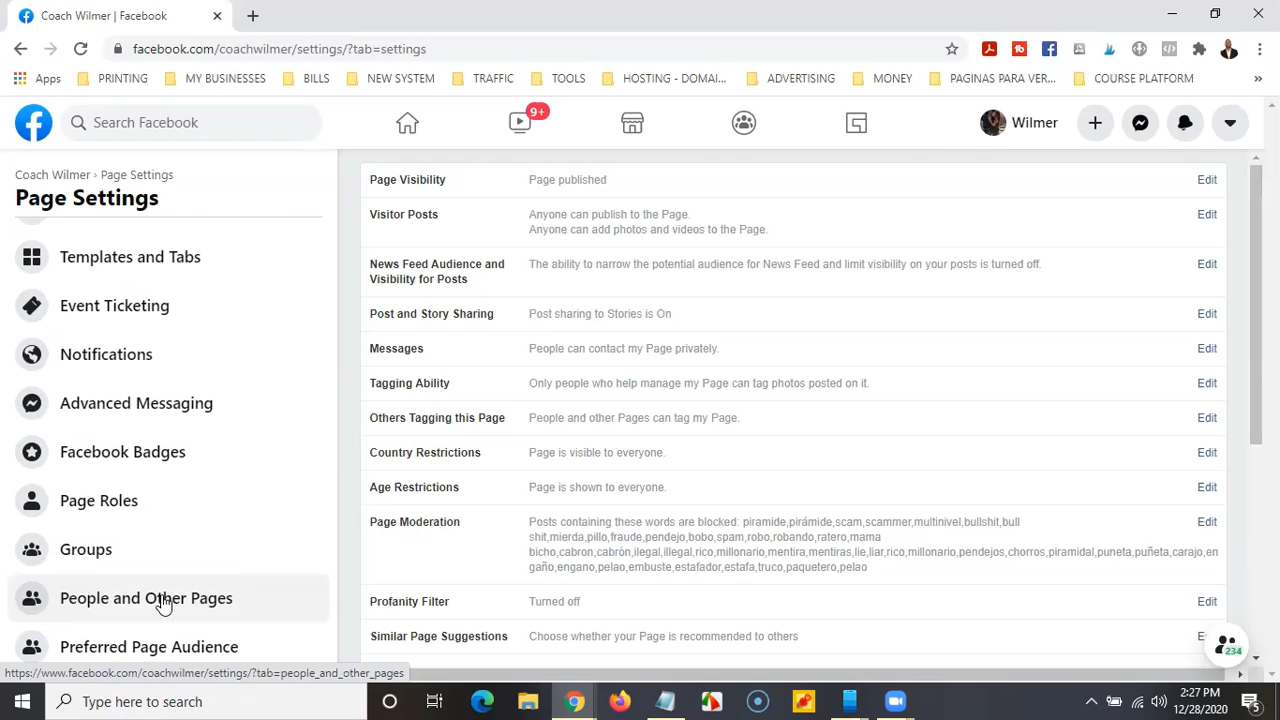 Coach Wilmer | Facebook
facebook.com/coachwilmer/settings/?tab=settings
Apps PRINTING MY BUSINESSES BILLS NEW SYSTEM TRAFFIC TOOLS HOSTING - DOMAI... ADVERTISING MONEY PAGINAS PARA VER... COURSE PLATFORM »
Search Facebook
9+
Wilmer
Coach Wilmer › Page Settings
Page Settings
Templates and Tabs
Event Ticketing
Notifications
Advanced Messaging
Facebook Badges
Page Roles
Groups
People and Other Pages
Preferred Page Audience
Page Visibility Page published Edit
Visitor Posts Anyone can publish to the Page. Edit
Anyone can add photos and videos to the Page.
News Feed Audience and The ability to narrow the potential audience for News Feed and limit visibility on your posts is turned off. Edit
Visibility for Posts
Post and Story Sharing Post sharing to Stories is On Edit
Messages People can contact my Page privately. Edit
Tagging Ability Only people who help manage my Page can tag photos posted on it. Edit
Others Tagging this Page People and other Pages can tag my Page. Edit
Country Restrictions Page is visible to everyone. Edit
Age Restrictions Page is shown to everyone. Edit
Page Moderation Posts containing these words are blocked: piramide,pirámide,scam,scammer,multinivel,bullshit,bull Edit
shit,mierda,pillo,fraude,pendejo,bobo,spam,robo,robando,ratero,mama
bicho,cabron,cabrón,ilegal,illegal,rico,millonario,mentira,mentiras,lie,liar,rico,millonario,pendejos,chorros,piramidal,puneta,puñeta,carajo,en
gaño,engano,pelao,embuste,estafador,estafa,truco,paquetero,pelao
Profanity Filter Turned off Edit
Similar Page Suggestions Choose whether your Page is recommended to others
234
https://www.facebook.com/coachwilmer/settings/?tab=people_and_other_pages
Type here to search
2:27 PM
12/28/2020
5